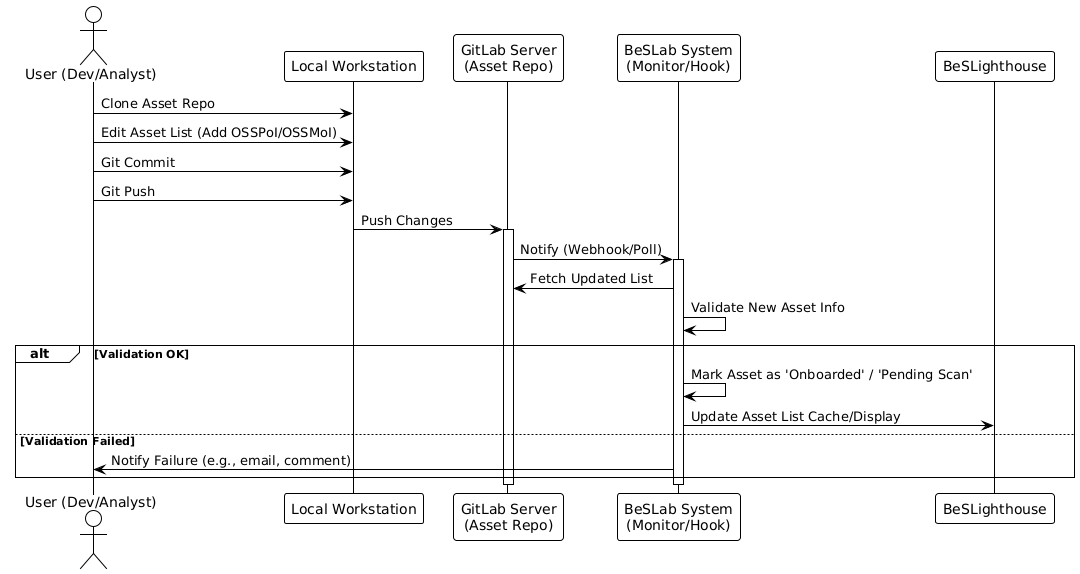 User (Dev/Analyst)
Local Workstation
GitLab Server
(Asset Repo)
BeSLab System
(Monitor/Hook)
BeSLighthouse
Clone Asset Repo
Edit Asset List (Add OSSPoI/OSSMoI)
Git Commit
Git Push
Push Changes
Notify (Webhook/Poll)
Fetch Updated List
Validate New Asset Info
alt
[Validation OK]
Mark Asset as 'Onboarded' / 'Pending Scan'
Update Asset List Cache/Display
[Validation Failed]
Notify Failure (e.g., email, comment)
User (Dev/Analyst)
Local Workstation
GitLab Server
(Asset Repo)
BeSLab System
(Monitor/Hook)
BeSLighthouse